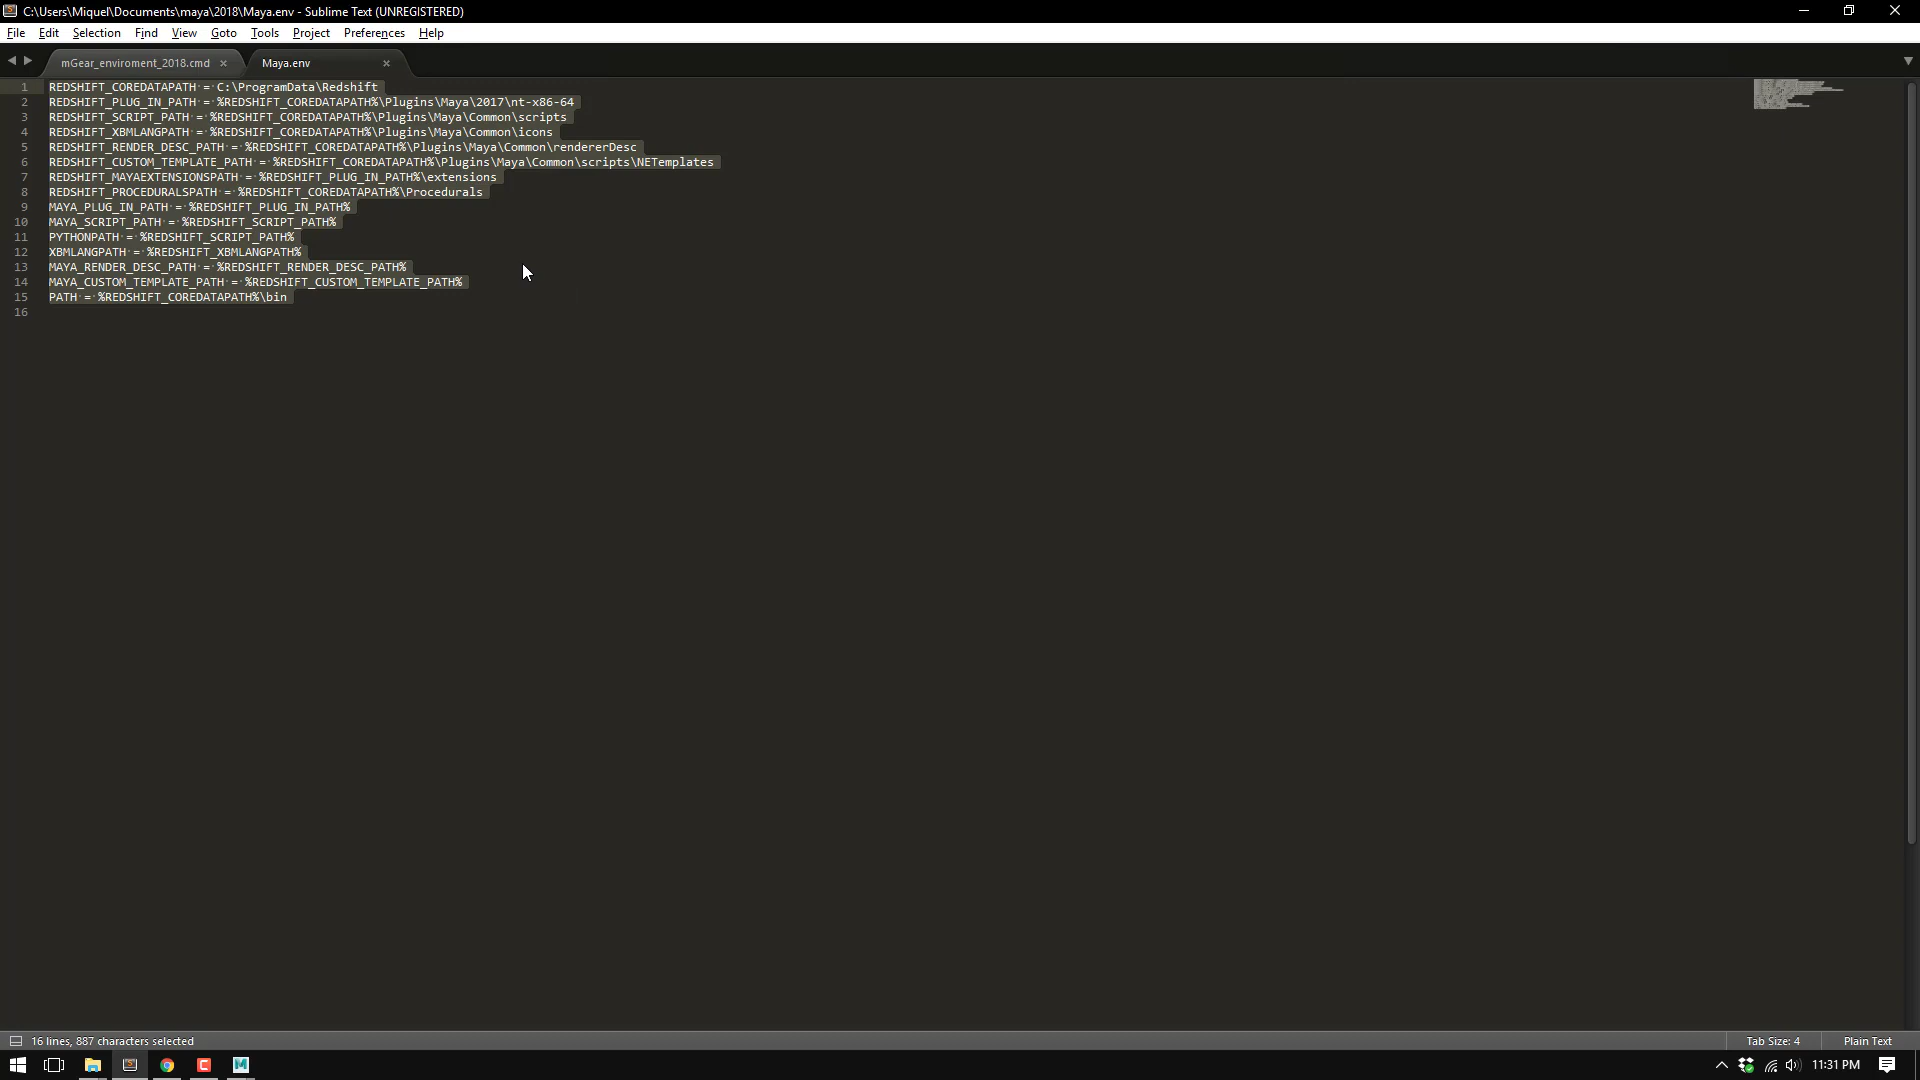 C:\Users\Miquel\Documents\maya\2018\Maya.env - Sublime Text (UNREGISTERED)
File Edit Selection Find View Goto Tools Project Preferences Help
mGear_enviroment_2018.cmd × Maya.env ×
1 REDSHIFT_COREDATAPATH = C:\ProgramData\Redshift
2 REDSHIFT_PLUG_IN_PATH = %REDSHIFT_COREDATAPATH%\Plugins\Maya\2017\nt-x86-64
3 REDSHIFT_SCRIPT_PATH = %REDSHIFT_COREDATAPATH%\Plugins\Maya\Common\scripts
4 REDSHIFT_XBMLANGPATH = %REDSHIFT_COREDATAPATH%\Plugins\Maya\Common\icons
5 REDSHIFT_RENDER_DESC_PATH = %REDSHIFT_COREDATAPATH%\Plugins\Maya\Common\rendererDesc
6 REDSHIFT_CUSTOM_TEMPLATE_PATH = %REDSHIFT_COREDATAPATH%\Plugins\Maya\Common\scripts\NETemplates
7 REDSHIFT_MAYAEXTENSIONSPATH = %REDSHIFT_PLUG_IN_PATH%\extensions
8 REDSHIFT_PROCEDURALSPATH = %REDSHIFT_COREDATAPATH%\Procedurals
9 MAYA_PLUG_IN_PATH = %REDSHIFT_PLUG_IN_PATH%
10 MAYA_SCRIPT_PATH = %REDSHIFT_SCRIPT_PATH%
11 PYTHONPATH = %REDSHIFT_SCRIPT_PATH%
12 XBMLANGPATH = %REDSHIFT_XBMLANGPATH%
13 MAYA_RENDER_DESC_PATH = %REDSHIFT_RENDER_DESC_PATH%
14 MAYA_CUSTOM_TEMPLATE_PATH = %REDSHIFT_CUSTOM_TEMPLATE_PATH%
15 PATH = %REDSHIFT_COREDATAPATH%\bin
16
16 lines, 887 characters selected Tab Size: 4 Plain Text
11:31 PM